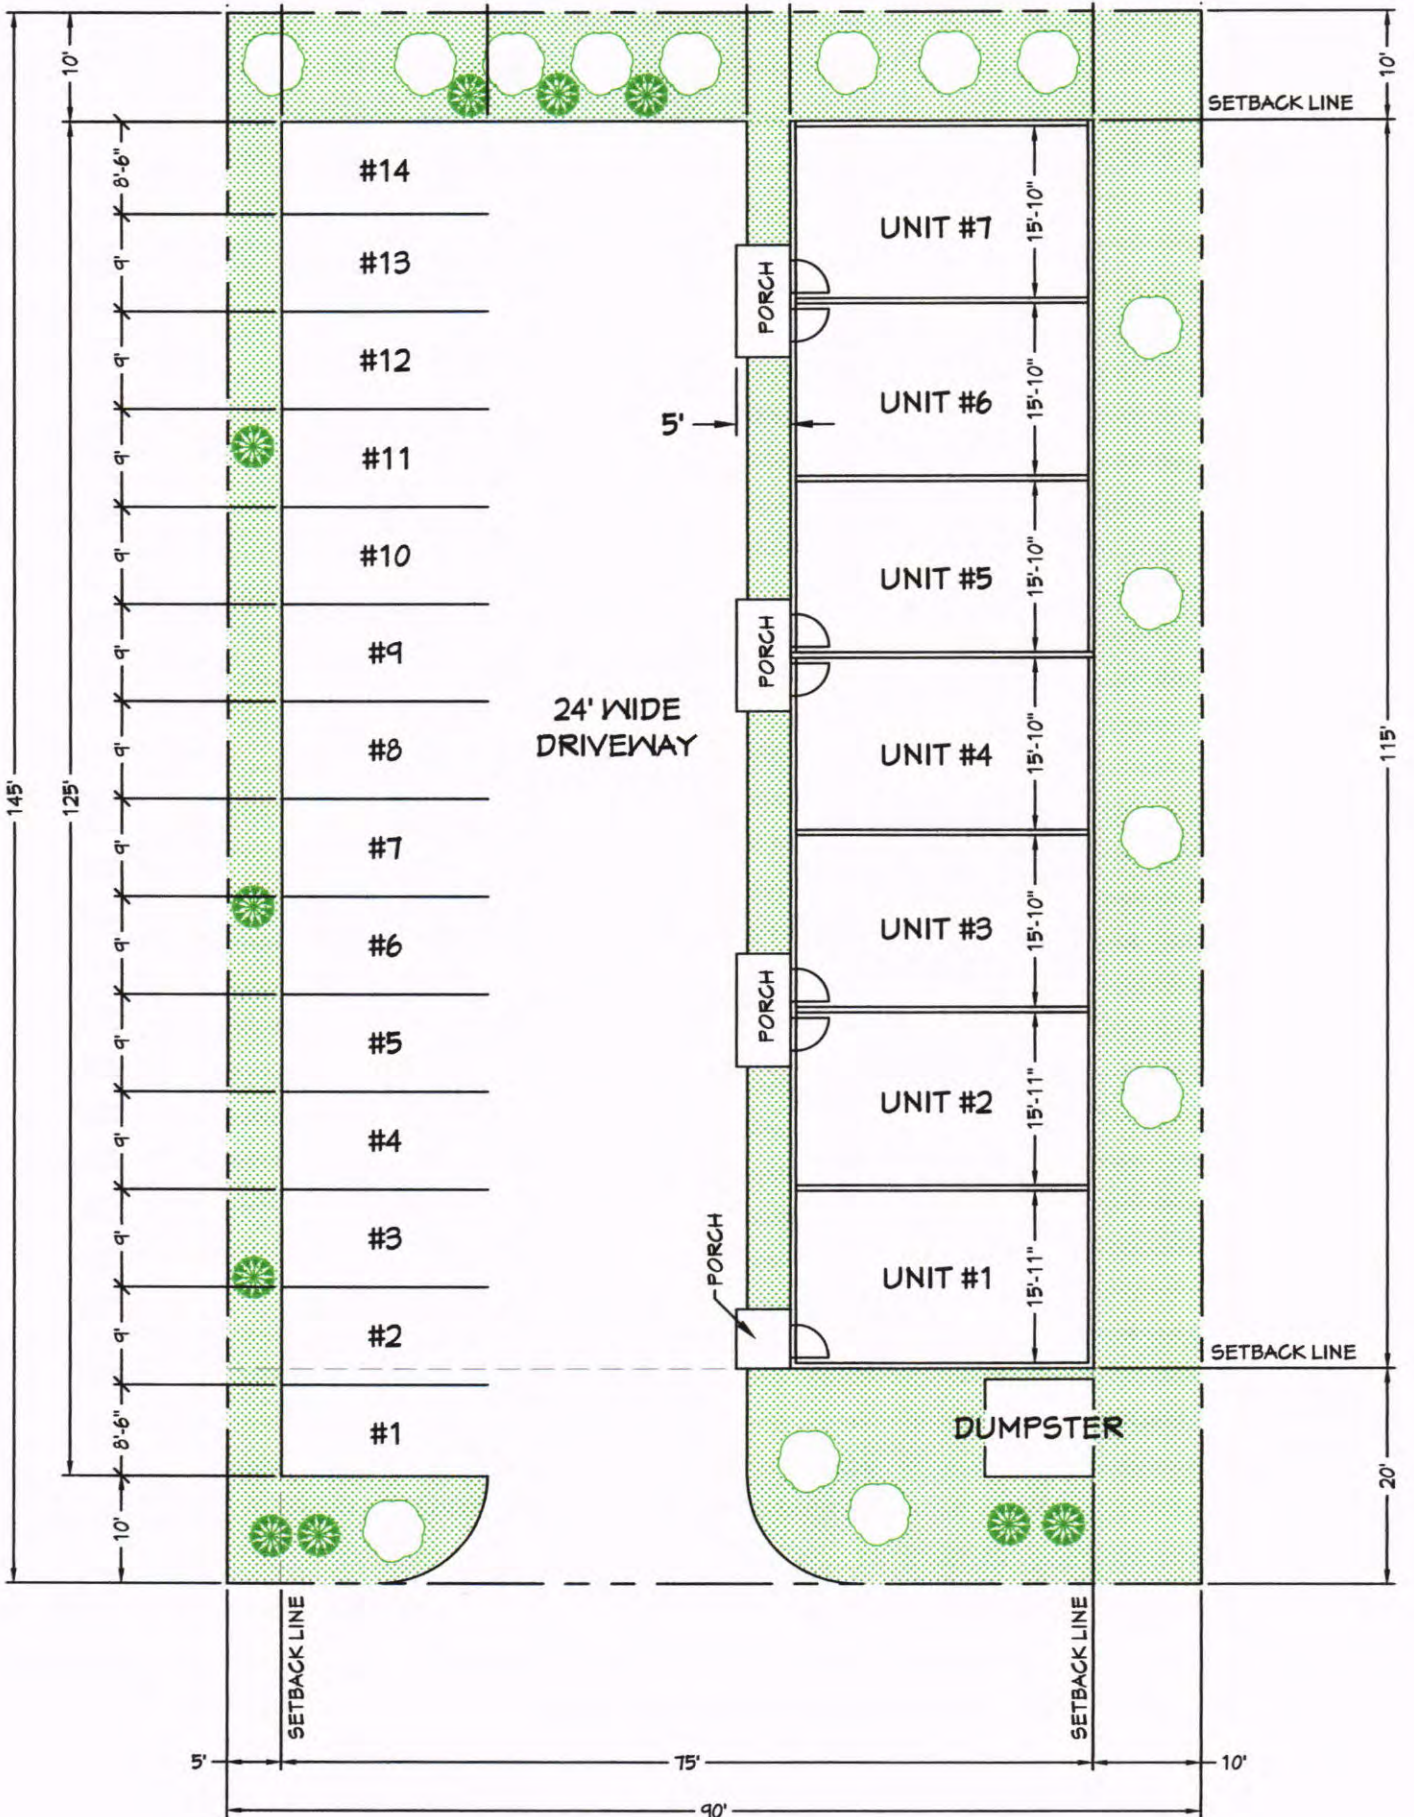 10'
10'
SETBACK LINE
8'-6"
#14
15'-10"
UNIT #7
9'
#13
PORCH
9'
#12
15'-10"
UNIT #6
5'
9'
#11
9'
#10
15'-10"
UNIT #5
9'
#9
PORCH
24' WIDE
DRIVEWAY
9'
#8
15'-10"
UNIT #4
145'
125'
115'
9'
#7
9'
#6
15'-10"
UNIT #3
9'
#5
PORCH
9'
#4
15'-11"
UNIT #2
9'
#3
PORCH
15'-11"
UNIT #1
9'
#2
SETBACK LINE
8'-6"
#1
DUMPSTER
10'
20'
SETBACK LINE
SETBACK LINE
5'
75'
10'
90'